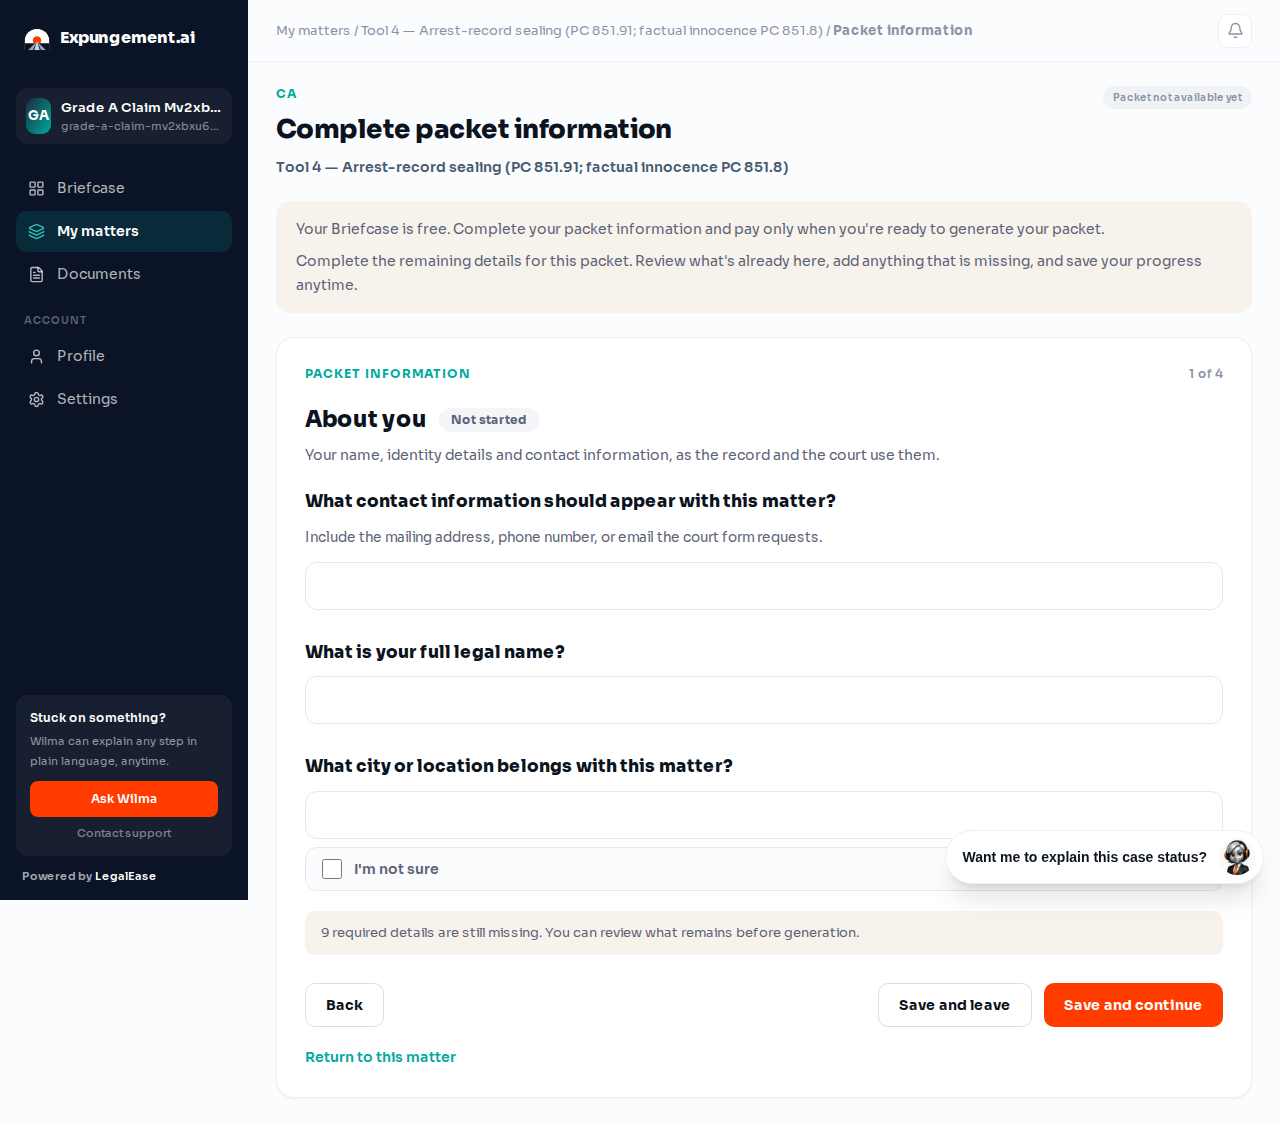 Expungement.ai
GA
Grade A Claim Mv2xb...
grade-a-claim-mv2xbxu6...
Briefcase
My matters
Documents
ACCOUNT
Profile
Settings
Stuck on something?
Wilma can explain any step in
plain language, anytime.
Ask Wilma
Contact support
Powered by LegalEase
My matters / Tool 4 — Arrest-record sealing (PC 851.91; factual innocence PC 851.8) / Packet information
CA
Packet not available yet
Complete packet information
Tool 4 — Arrest-record sealing (PC 851.91; factual innocence PC 851.8)
Your Briefcase is free. Complete your packet information and pay only when you're ready to generate your packet.
Complete the remaining details for this packet. Review what's already here, add anything that is missing, and save your progress
anytime.
PACKET INFORMATION
1 of 4
About you
Not started
Your name, identity details and contact information, as the record and the court use them.
What contact information should appear with this matter?
Include the mailing address, phone number, or email the court form requests.
What is your full legal name?
What city or location belongs with this matter?
I'm not sure
Want me to explain this case status?
9 required details are still missing. You can review what remains before generation.
Back
Save and leave
Save and continue
Return to this matter